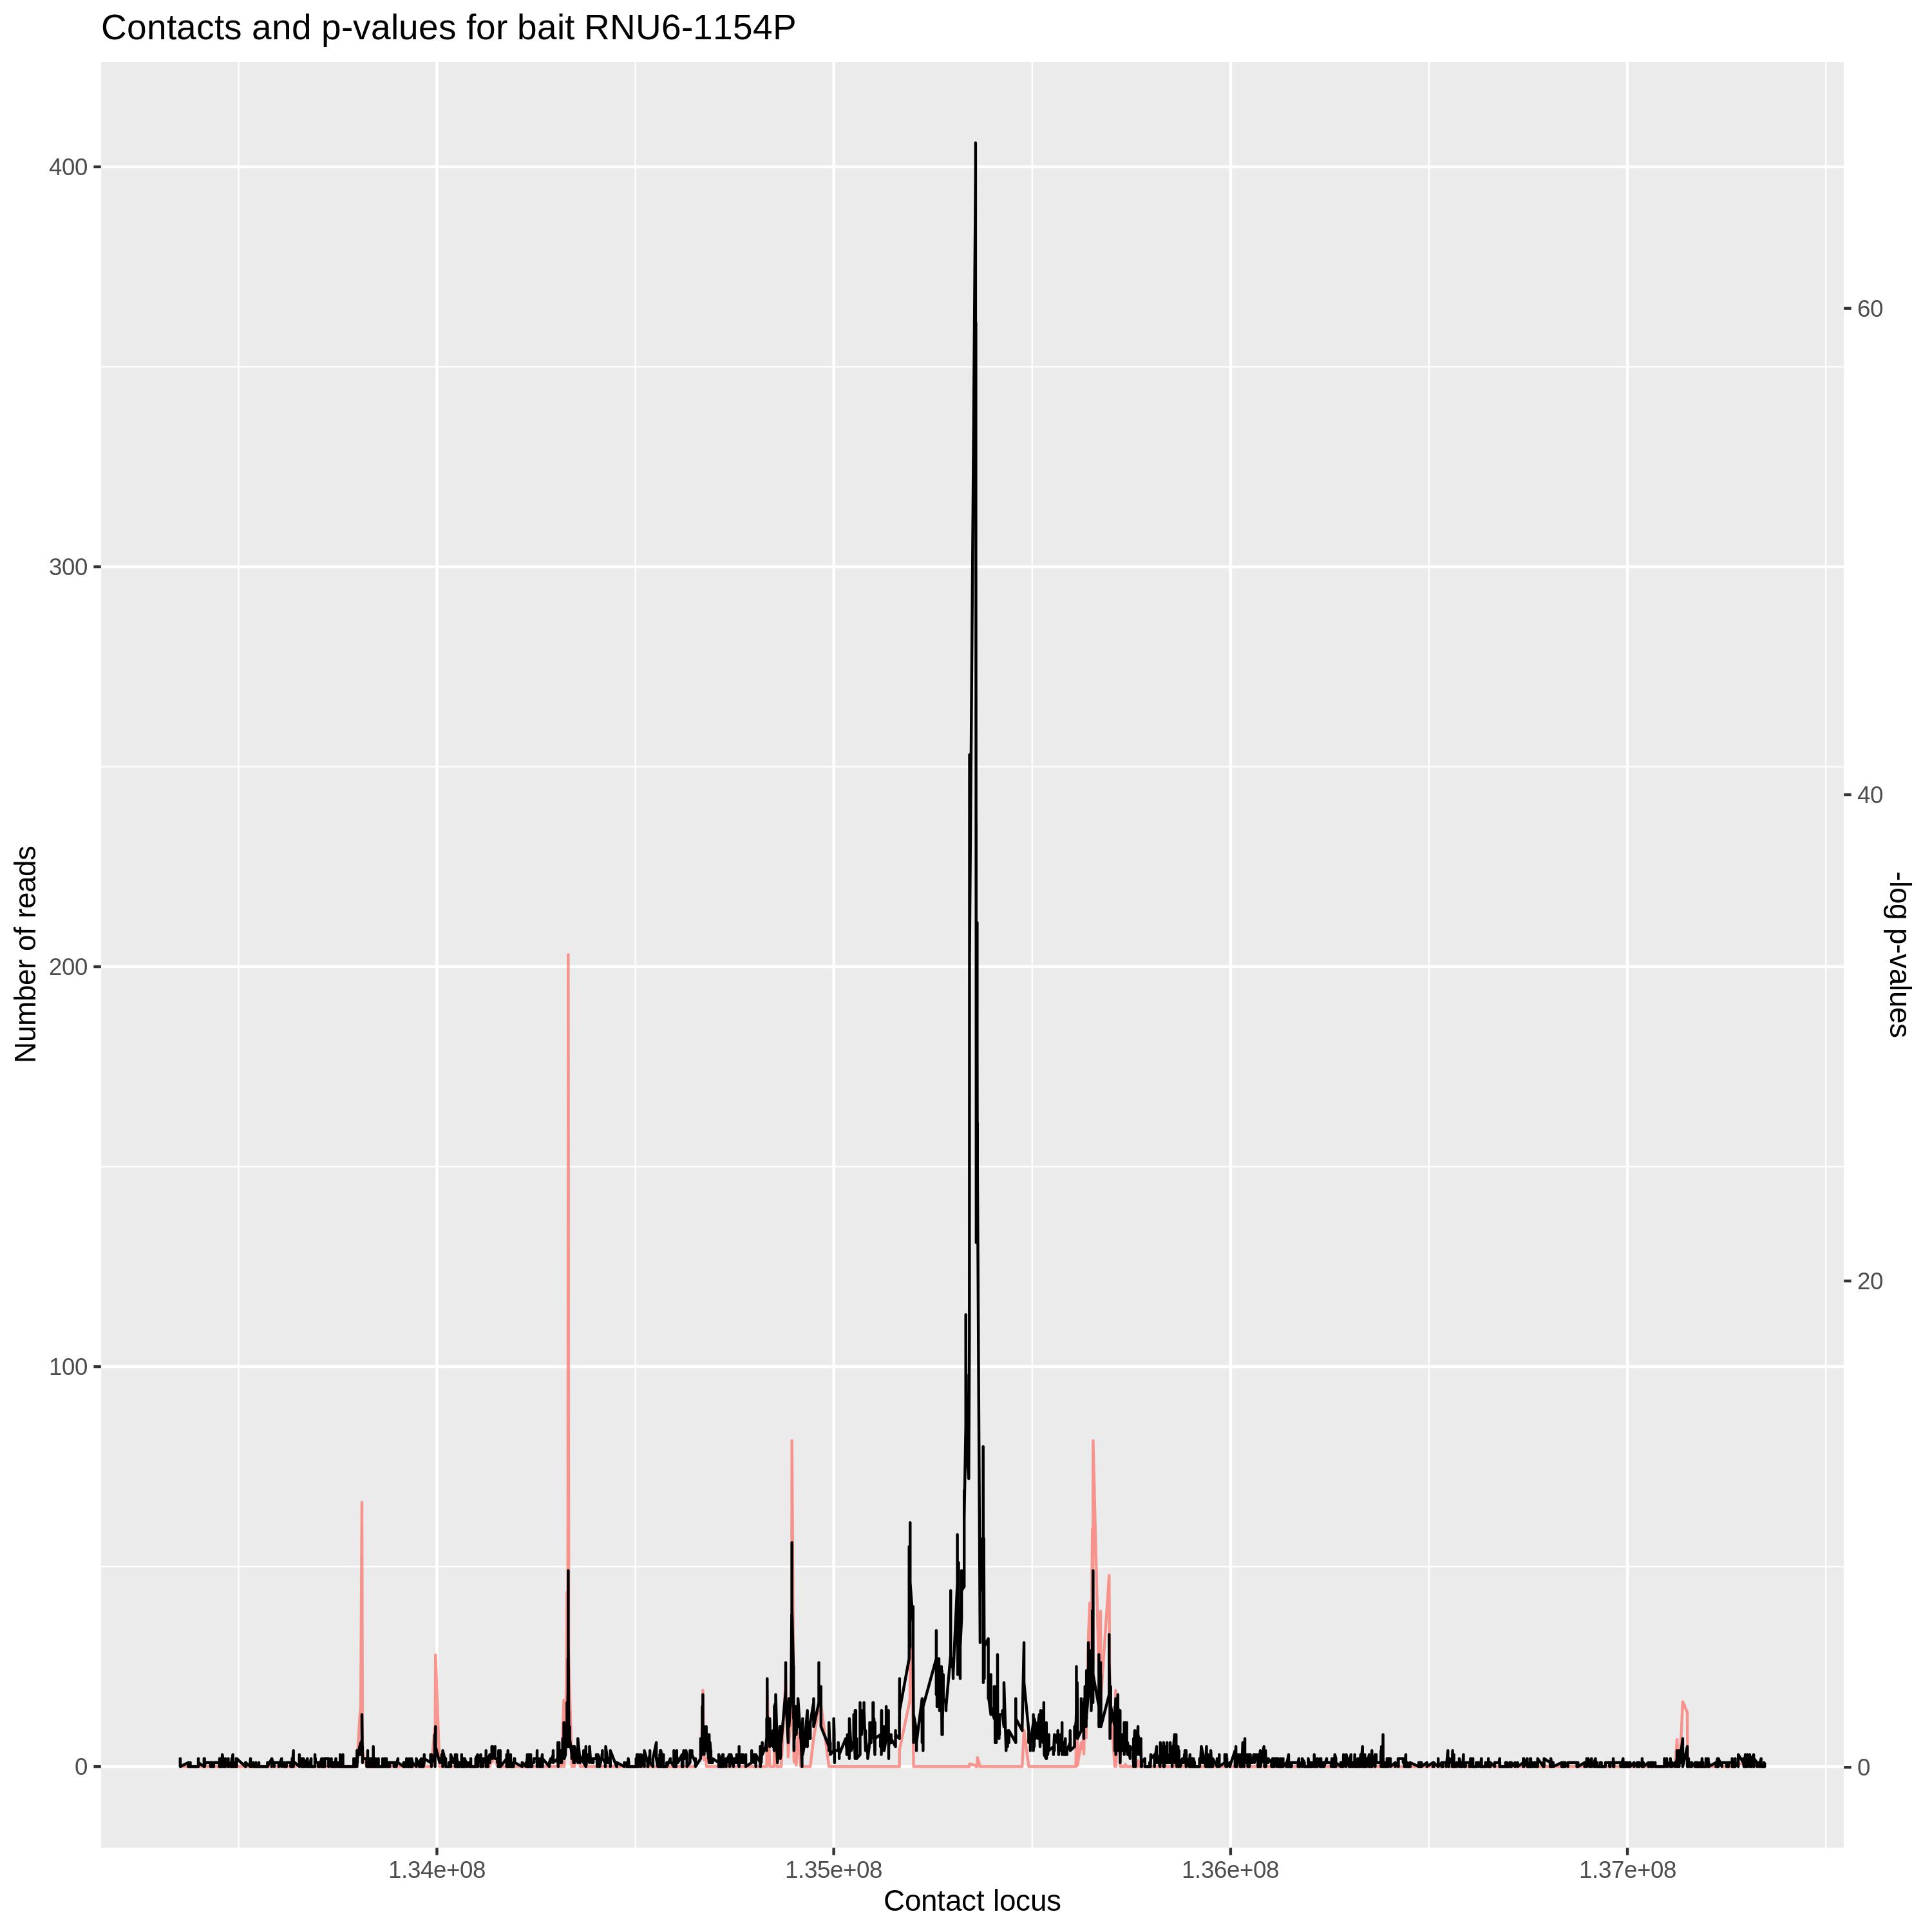 Contacts and p-values for bait RNU6-1154P
400
300
200
100
0
Number of reads
60
40
20
0
-log p-values
1.34e+08
1.35e+08
1.36e+08
1.37e+08
Contact locus